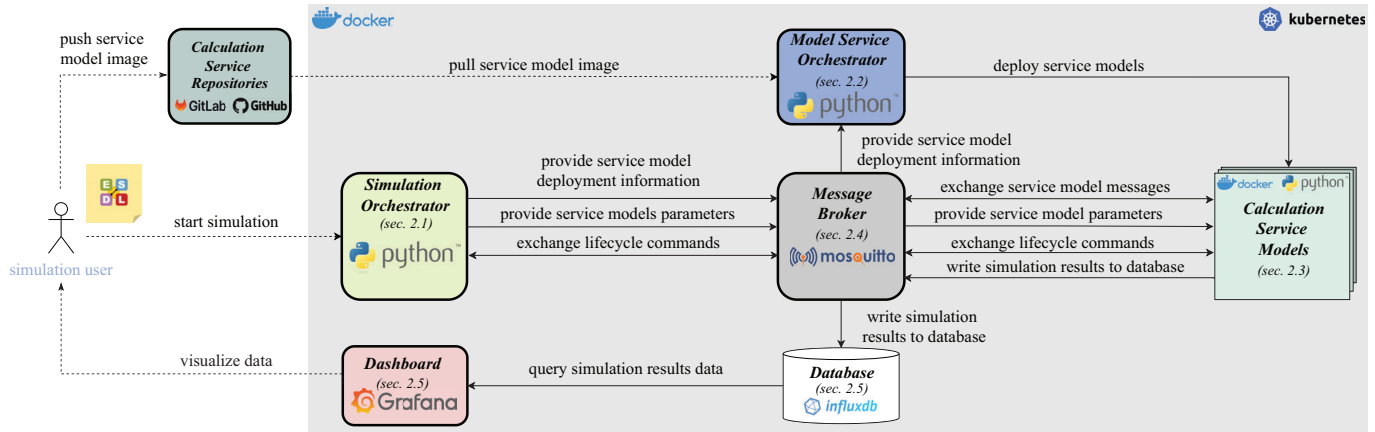 docker
kubernetes
push service
model image
Calculation
Service
Repositories
GitLab GitHub
pull service model image
Model Service
Orchestrator
(sec. 2.2)
python™
deploy service models
provide service model
deployment information
E S
D L
start simulation
simulation user
Simulation
Orchestrator
(sec. 2.1)
python™
provide service model
deployment information
provide service models parameters
exchange lifecycle commands
Message
Broker
(sec. 2.4)
mosquitto
exchange service model messages
provide service model parameters
exchange lifecycle commands
write simulation results to database
docker python™
Calculation
Service
Models
(sec. 2.3)
write simulation
results to database
visualize data
Dashboard
(sec. 2.5)
Grafana
query simulation results data
Database
(sec. 2.5)
influxdb